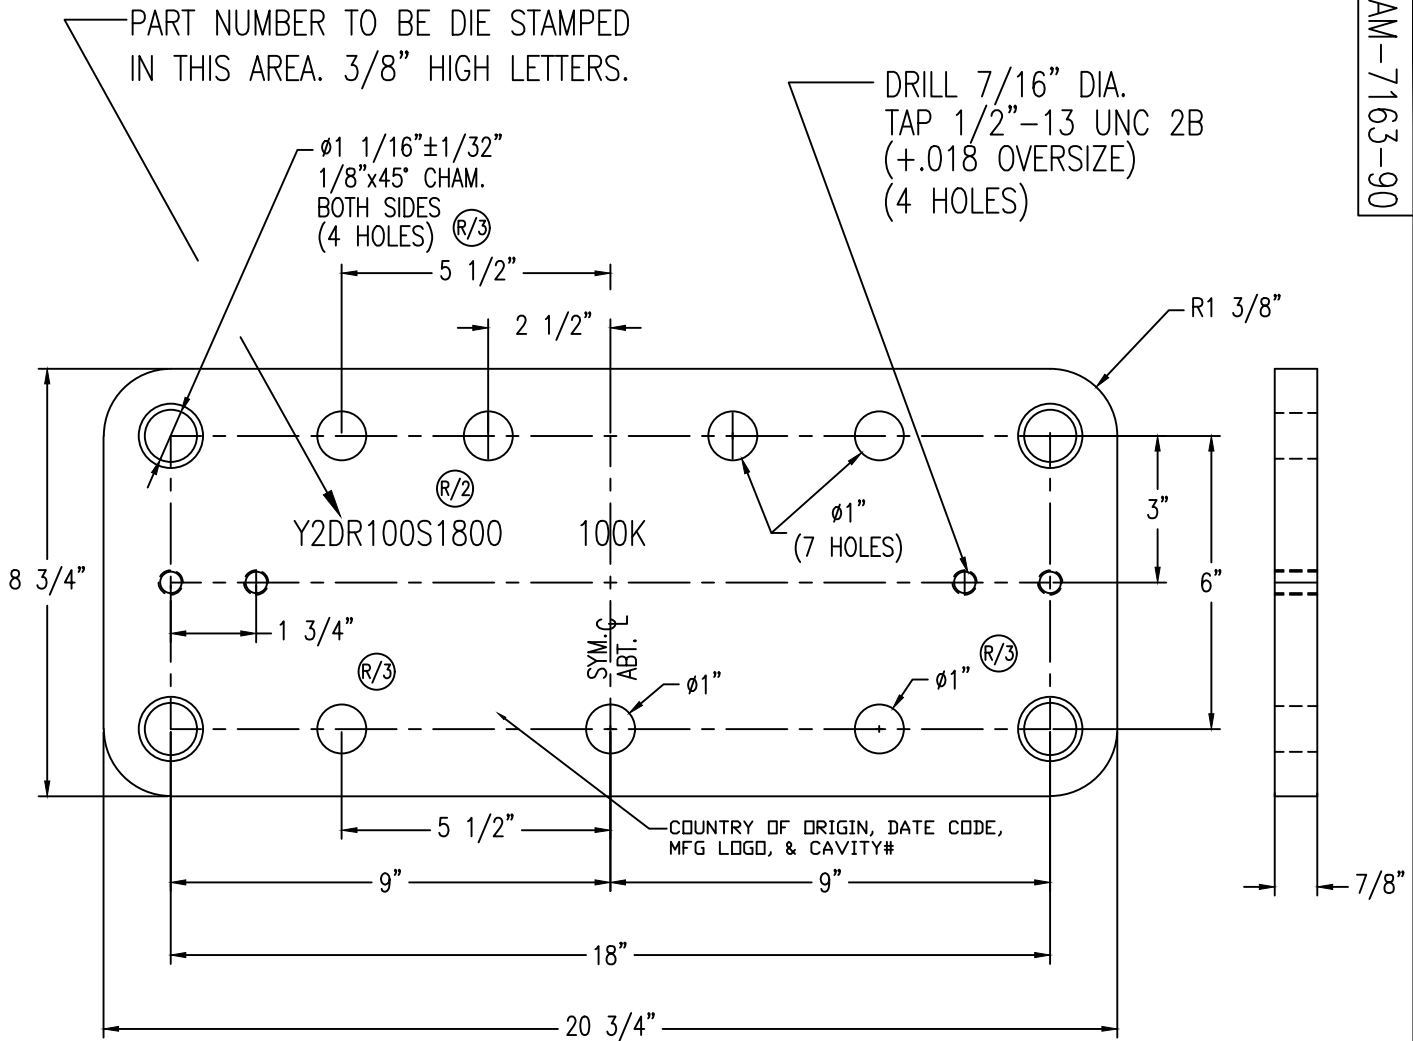 PART NUMBER TO BE DIE STAMPED
IN THIS AREA. 3/8" HIGH LETTERS.
AM-7163-90
DRILL 7/16" DIA.
TAP 1/2"-13 UNC 2B
(+.018 OVERSIZE)
(4 HOLES)
ø1 1/16"±1/32"
1/8"x45° CHAM.
BOTH SIDES
(4 HOLES) R/3
5 1/2"
2 1/2"
R1 3/8"
R/2
Y2DR100S1800 100K
ø1"
(7 HOLES)
3"
6"
8 3/4"
1 3/4"
SYM. CL
ABT.
R/3
R/3
ø1"
ø1"
5 1/2"
COUNTRY OF ORIGIN, DATE CODE,
MFG LOGO, & CAVITY#
9"
9"
7/8"
18"
20 3/4"